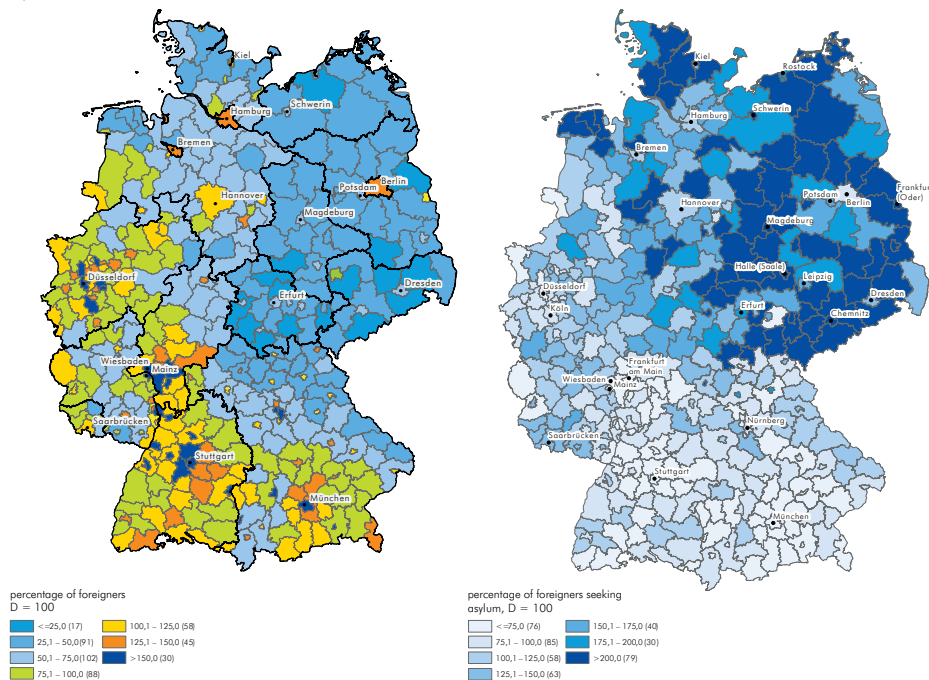 Kiel
Hamburg
Schwerin
Bremen
Berlin
Potsdam
Hannover
Magdeburg
Düsseldorf
Dresden
Erfurt
Wiesbaden
Mainz
Saarbrücken
Stuttgart
München
percentage of foreigners
D = 100
<=25,0 (17)
25,1 – 50,0(91)
50,1 – 75,0(102)
75,1 – 100,0 (88)
100,1 – 125,0 (58)
125,1 – 150,0 (45)
>150,0 (30)
Kiel
Rostock
Schwerin
Hamburg
Bremen
Frankfur
(Oder)
Potsdam
Berlin
Hannover
Magdeburg
Halle (Saale)
Leipzig
Düsseldorf
Dresden
Erfurt
Köln
Chemnitz
Frankfurt
am Main
Wiesbaden
Mainz
Nürnberg
Saarbrücken
Stuttgart
München
percentage of foreigners seeking
asylum, D = 100
<=75,0 (76)
75,1 – 100,0 (85)
100,1 – 125,0 (58)
125,1 – 150,0 (63)
150,1 – 175,0 (40)
175,1 – 200,0 (30)
>200,0 (79)